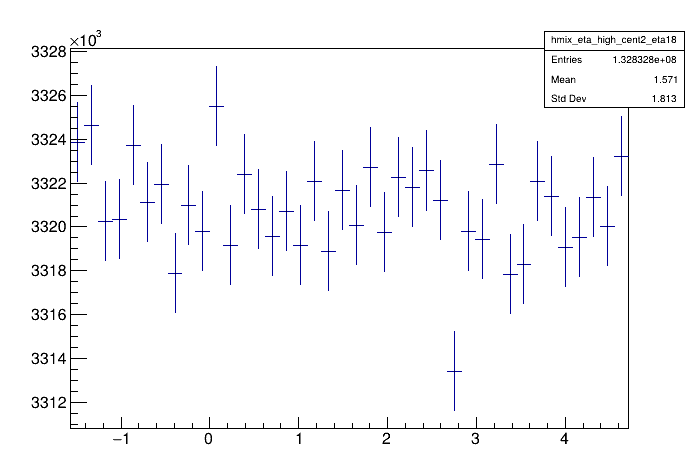 ×10³
hmix_eta_high_cent2_eta18
Entries 1.328328e+08
Mean 1.571
Std Dev 1.813
3328
3326
3324
3322
3320
3318
3316
3314
3312
−1 0 1 2 3 4